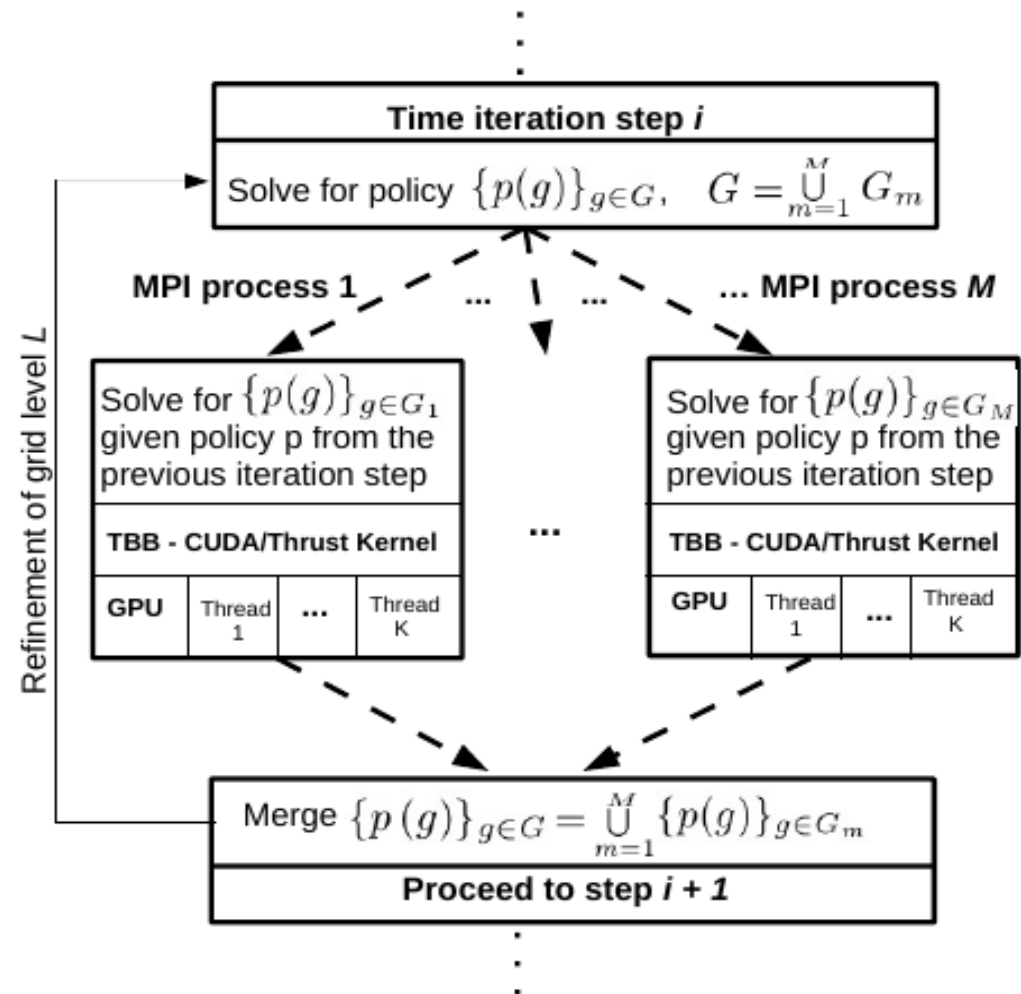 Time iteration step i
Solve for policy {p(g)}_{g∈G}, G = ⋃_{m=1}^{M} G_m
MPI process 1
...
...
... MPI process M
Refinement of grid level L
Solve for {p(g)}_{g∈G_1}
given policy p from the
previous iteration step
TBB - CUDA/Thrust Kernel
GPU
Thread
1
...
Thread
K
...
Solve for {p(g)}_{g∈G_M}
given policy p from the
previous iteration step
TBB - CUDA/Thrust Kernel
GPU
Thread
1
...
Thread
K
Merge {p (g)}_{g∈G} = ⋃_{m=1}^{M} {p(g)}_{g∈G_m}
Proceed to step i + 1